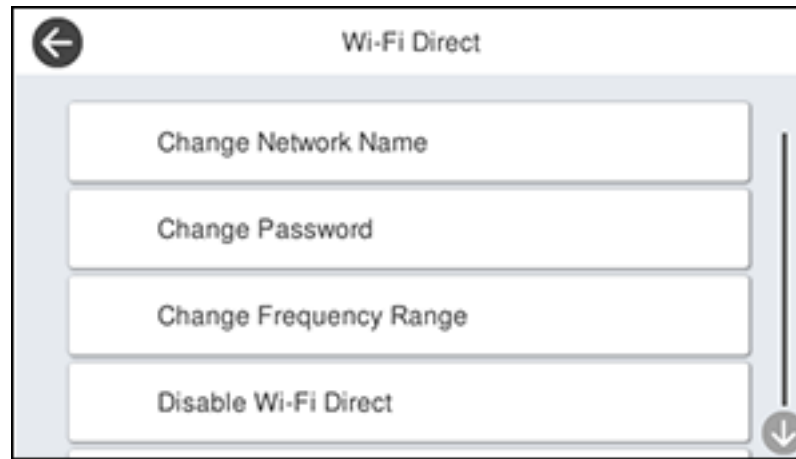 Wi-Fi Direct
Change Network Name
Change Password
Change Frequency Range
Disable Wi-Fi Direct